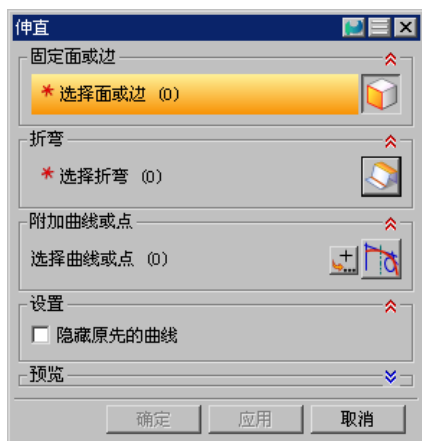 伸直
固定面或边
* 选择面或边 (0)
折弯
* 选择折弯 (0)
附加曲线或点
选择曲线或点 (0)
设置
隐藏原先的曲线
预览
确定 应用 取消